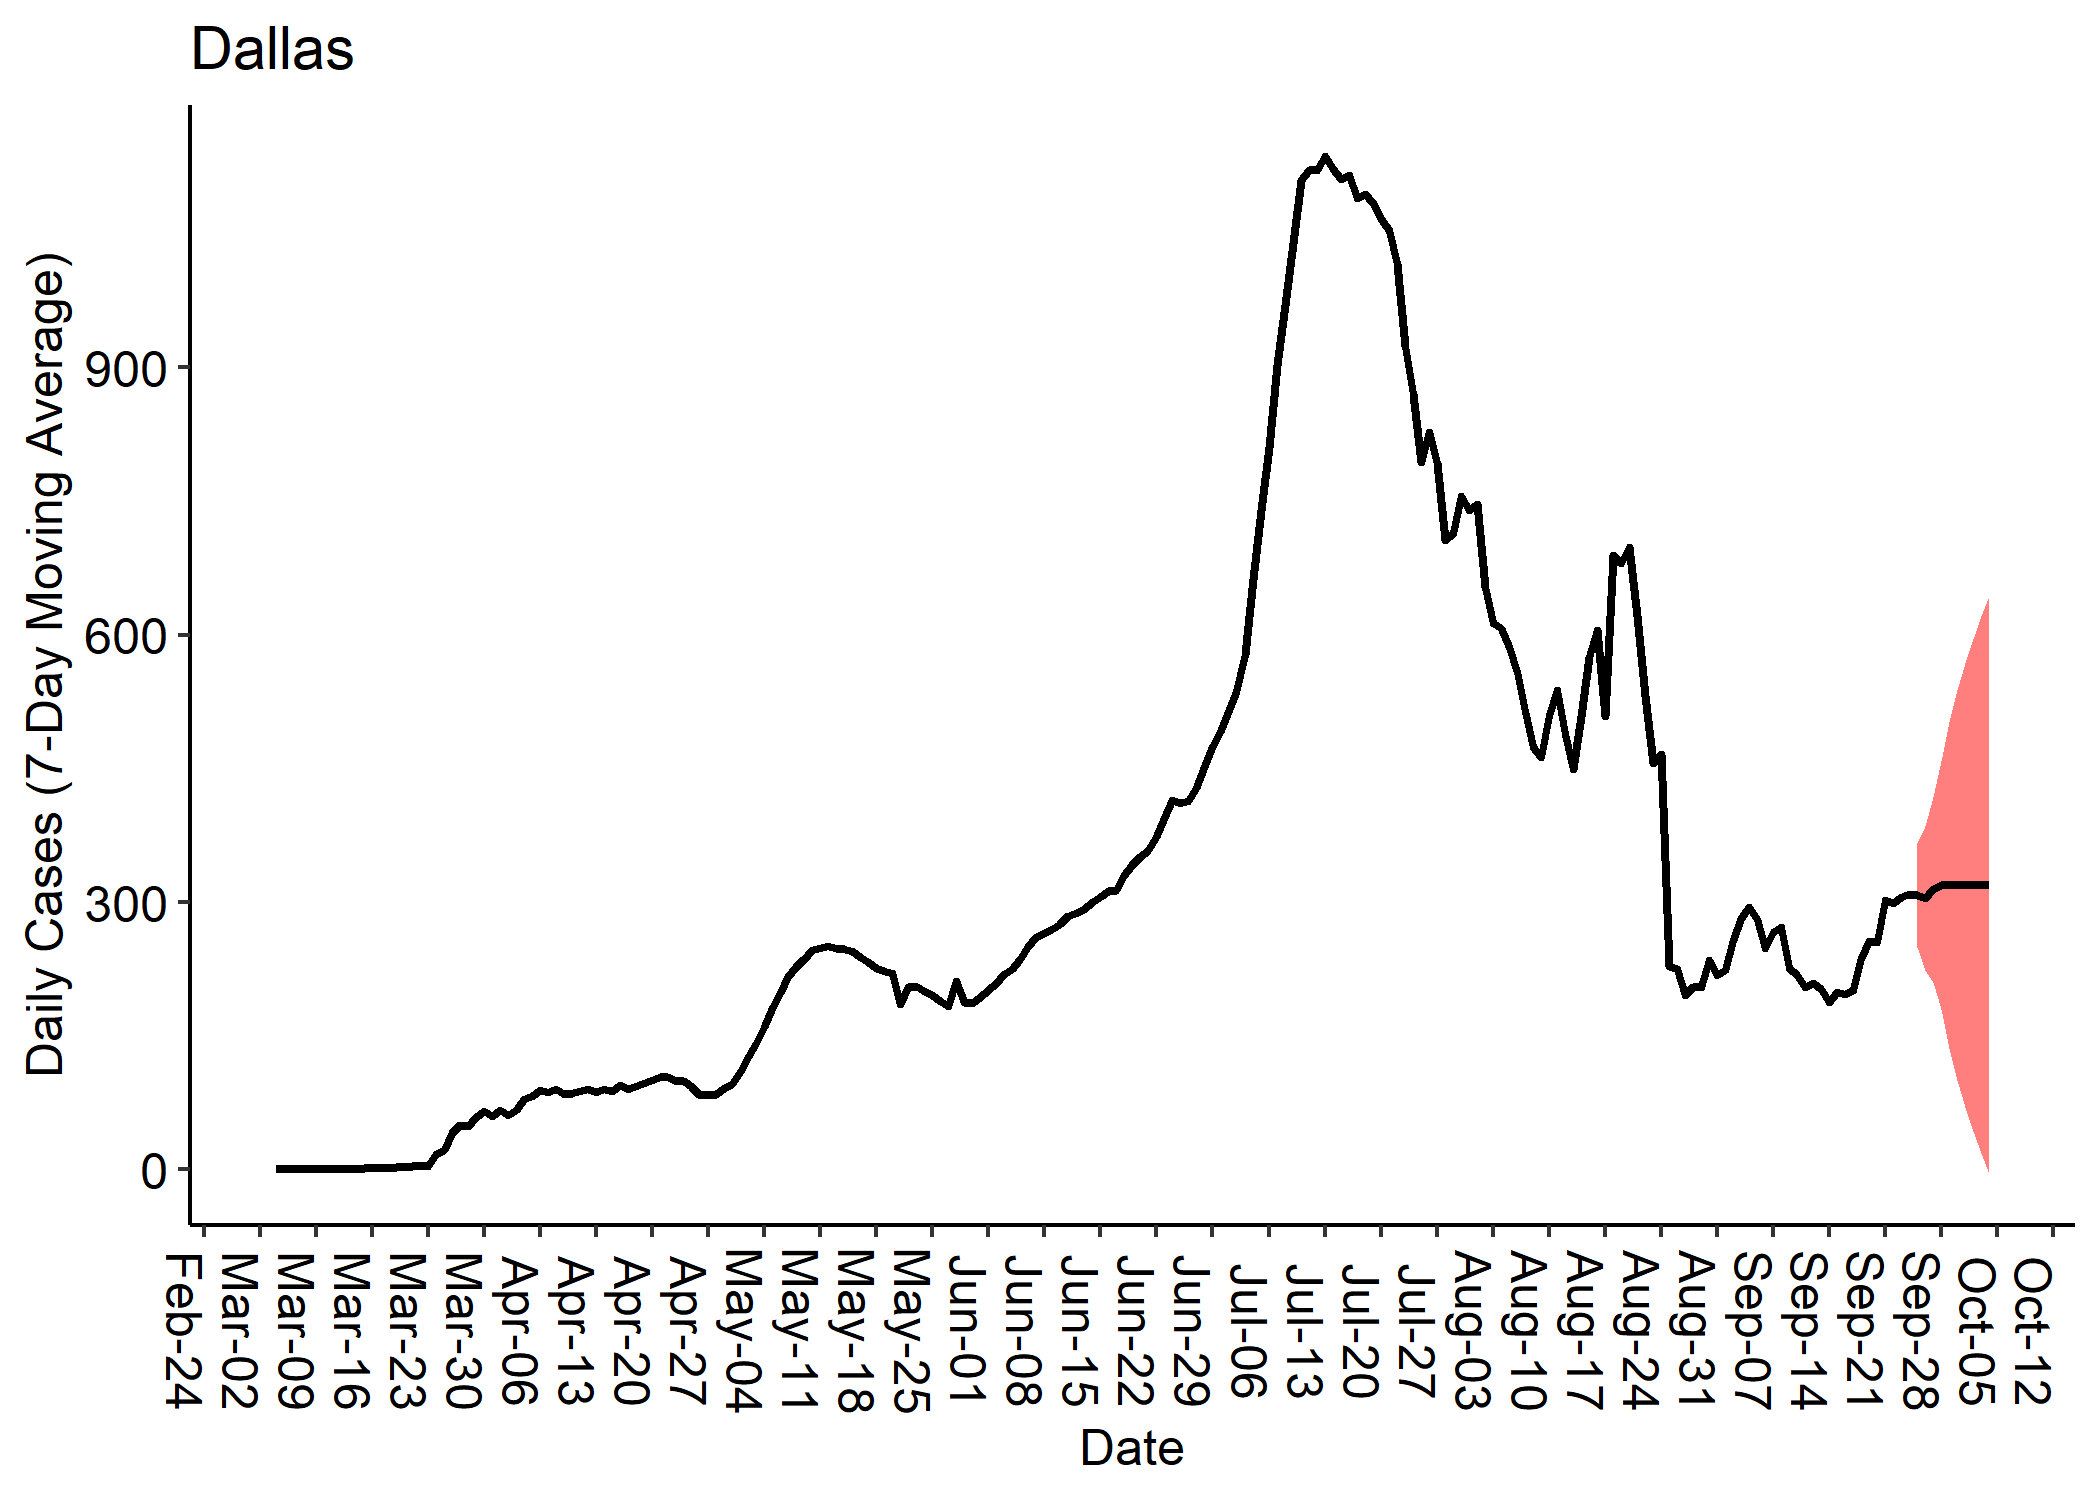 Dallas
Daily Cases (7-Day Moving Average)
900
600
300
0
Feb-24
Mar-02
Mar-09
Mar-16
Mar-23
Mar-30
Apr-06
Apr-13
Apr-20
Apr-27
May-04
May-11
May-18
May-25
Jun-01
Jun-08
Jun-15
Jun-22
Jun-29
Jul-06
Jul-13
Jul-20
Jul-27
Aug-03
Aug-10
Aug-17
Aug-24
Aug-31
Sep-07
Sep-14
Sep-21
Sep-28
Oct-05
Oct-12
Date